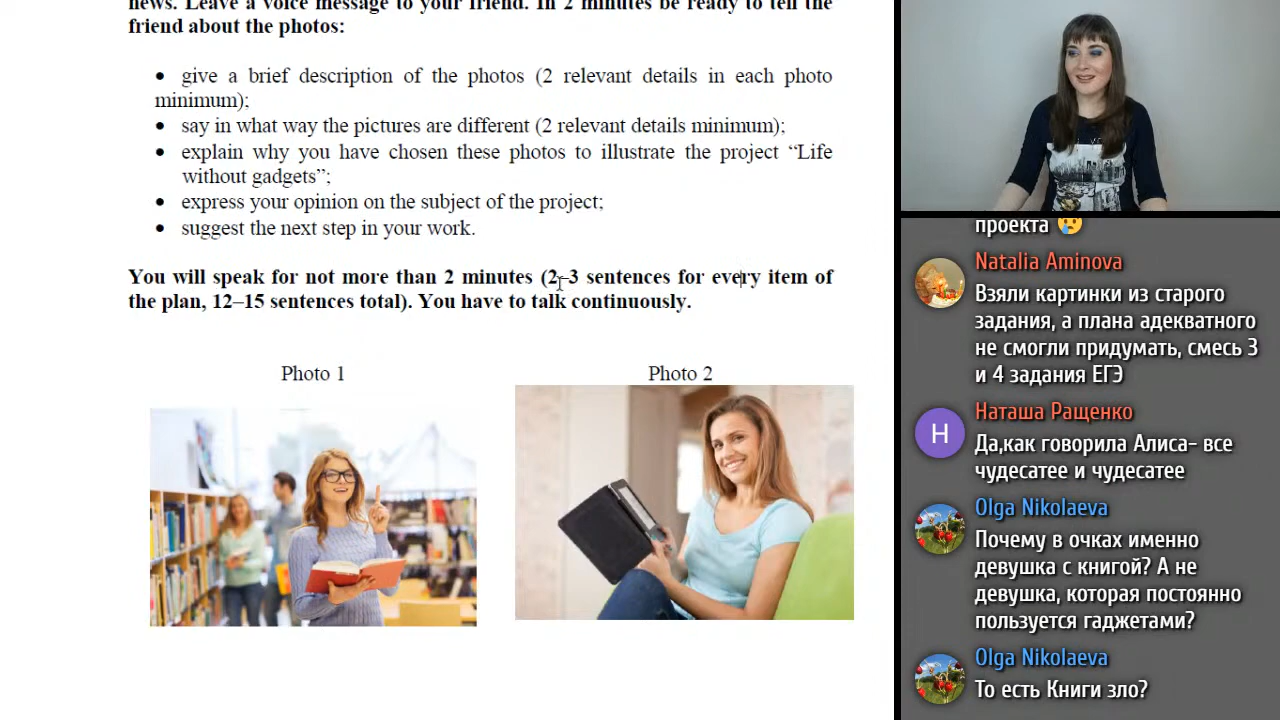 news. Leave a voice message to your friend. In 2 minutes be ready to tell the
friend about the photos:
• give a brief description of the photos (2 relevant details in each photo
minimum);
• say in what way the pictures are different (2 relevant details minimum);
• explain why you have chosen these photos to illustrate the project “Life
without gadgets”;
• express your opinion on the subject of the project;
• suggest the next step in your work.
You will speak for not more than 2 minutes (2–3 sentences for every item of
the plan, 12–15 sentences total). You have to talk continuously.
Photo 1
Photo 2
проекта 😢
Natalia Aminova
Взяли картинки из старого
задания, а плана адекватного
не смогли придумать, смесь 3
и 4 задания ЕГЭ
Наташа Ращенко
Н
Да,как говорила Алиса- все
чудесатее и чудесатее
Olga Nikolaeva
Почему в очках именно
девушка с книгой? А не
девушка, которая постоянно
пользуется гаджетами?
Olga Nikolaeva
То есть Книги зло?